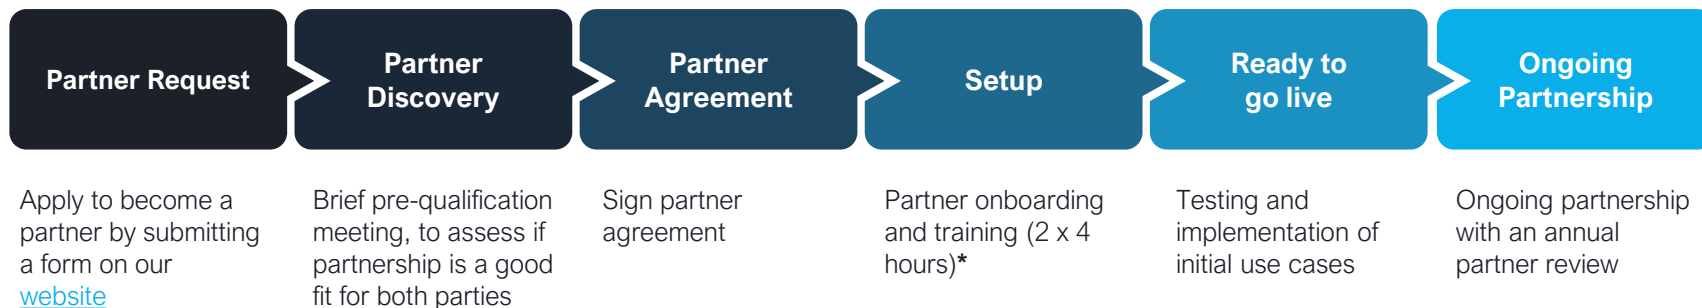 Partner Request
Partner
Discovery
Partner
Agreement
Setup
Ready to
go live
Ongoing
Partnership
Apply to become a
partner by submitting
a form on our
website
Brief pre-qualification
meeting, to assess if
partnership is a good
fit for both parties
Sign partner
agreement
Partner onboarding
and training (2 x 4
hours)*
Testing and
implementation of
initial use cases
Ongoing partnership
with an annual
partner review